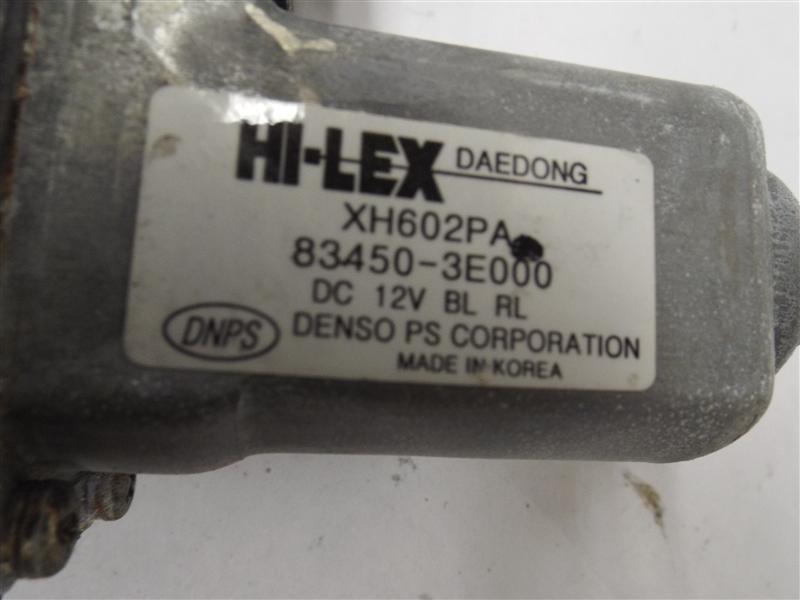 HI-LEX DAEDONG
XH602PA
83450-3E000
DC 12V BL RL
DNPS DENSO PS CORPORATION
MADE IN KOREA